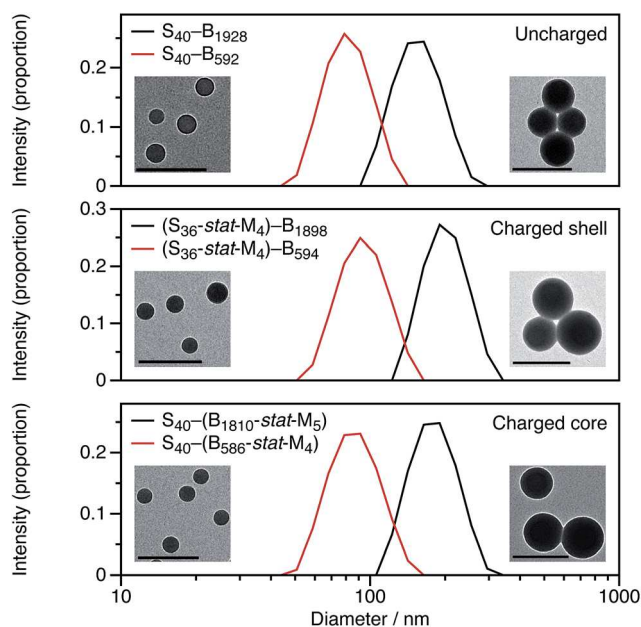 S40–B1928
S40–B592
Uncharged
Intensity (proportion)
0.2
0.1
0
(S36-stat-M4)–B1898
(S36-stat-M4)–B594
Charged shell
Intensity (proportion)
0.3
0.2
0.1
0
S40–(B1810-stat-M5)
S40–(B586-stat-M4)
Charged core
Intensity (proportion)
0.2
0.1
0
10
100
1000
Diameter / nm